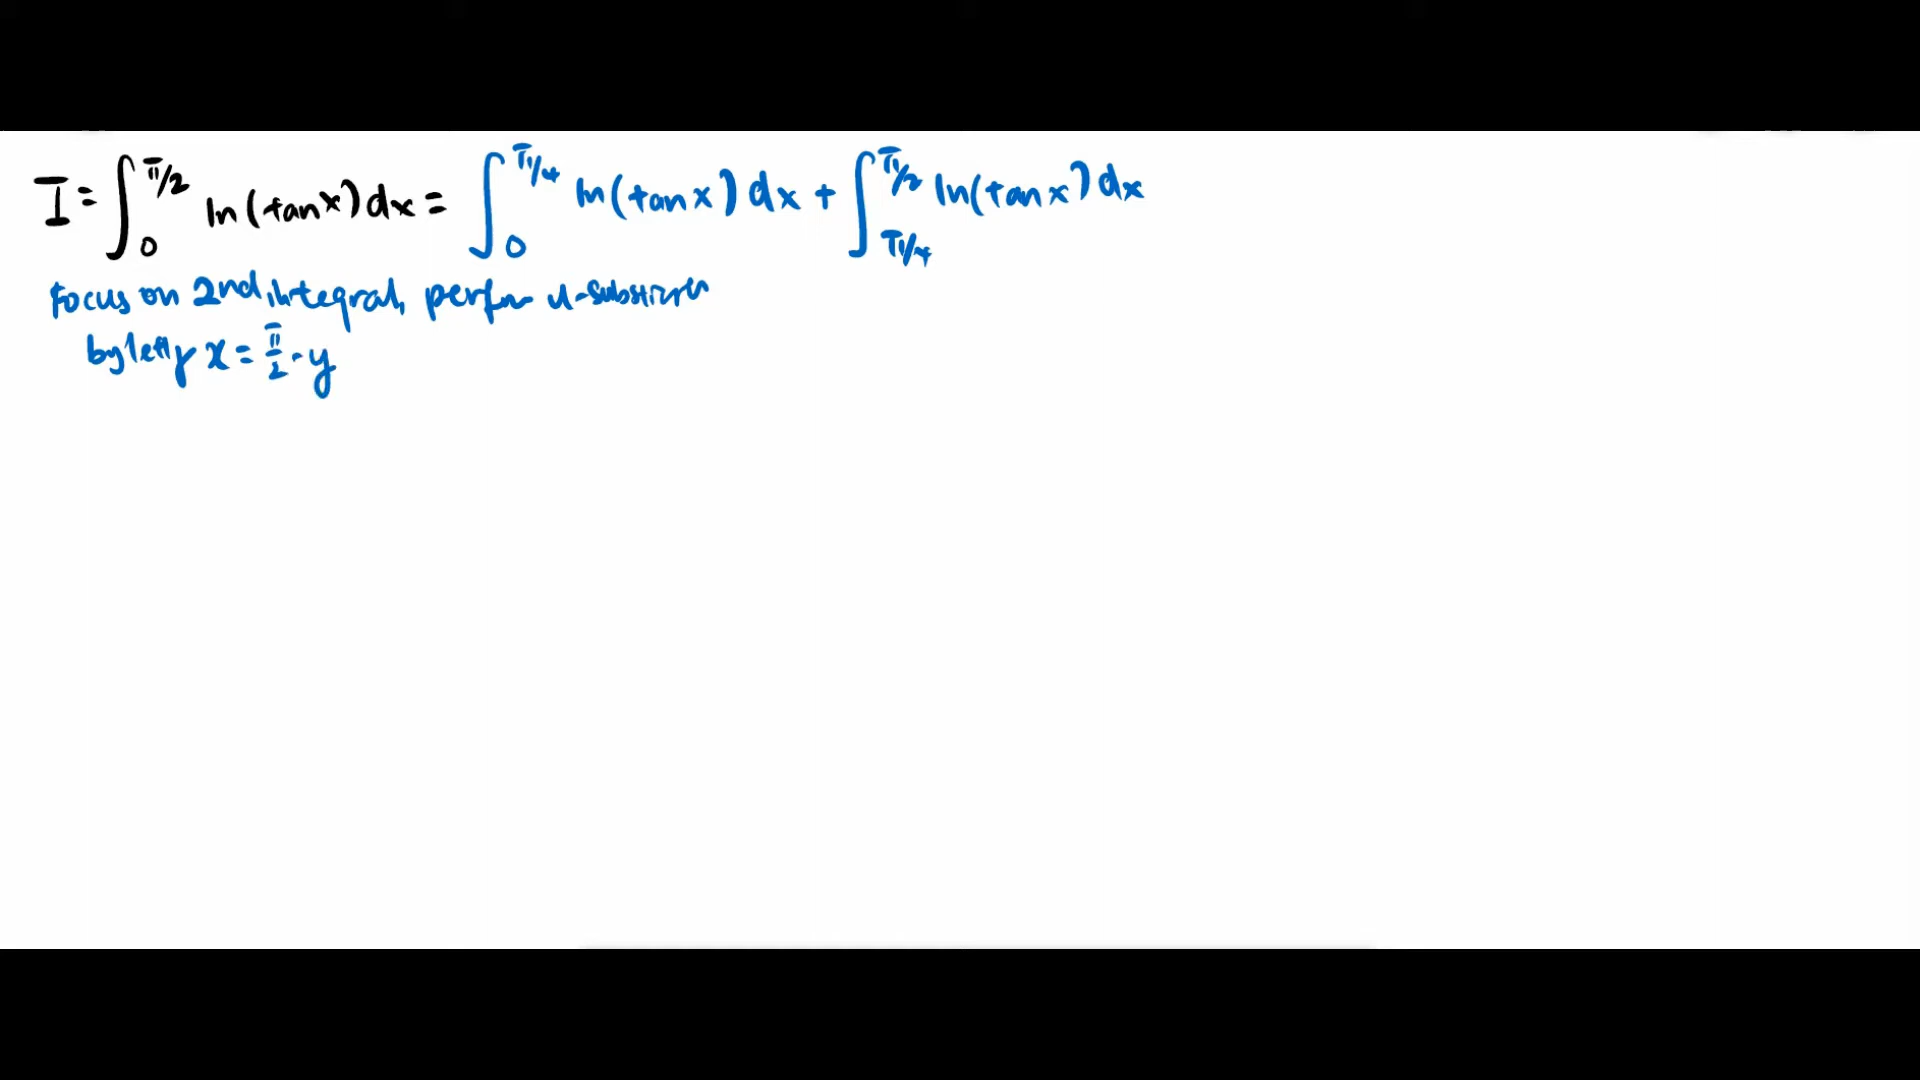 I = ∫₀^{π/2} ln(tan x) dx = ∫₀^{π/4} ln(tan x) dx + ∫_{π/4}^{π/2} ln(tan x) dx
Focus on 2nd integral, perform u-substitution
by letting x = π/2 - y